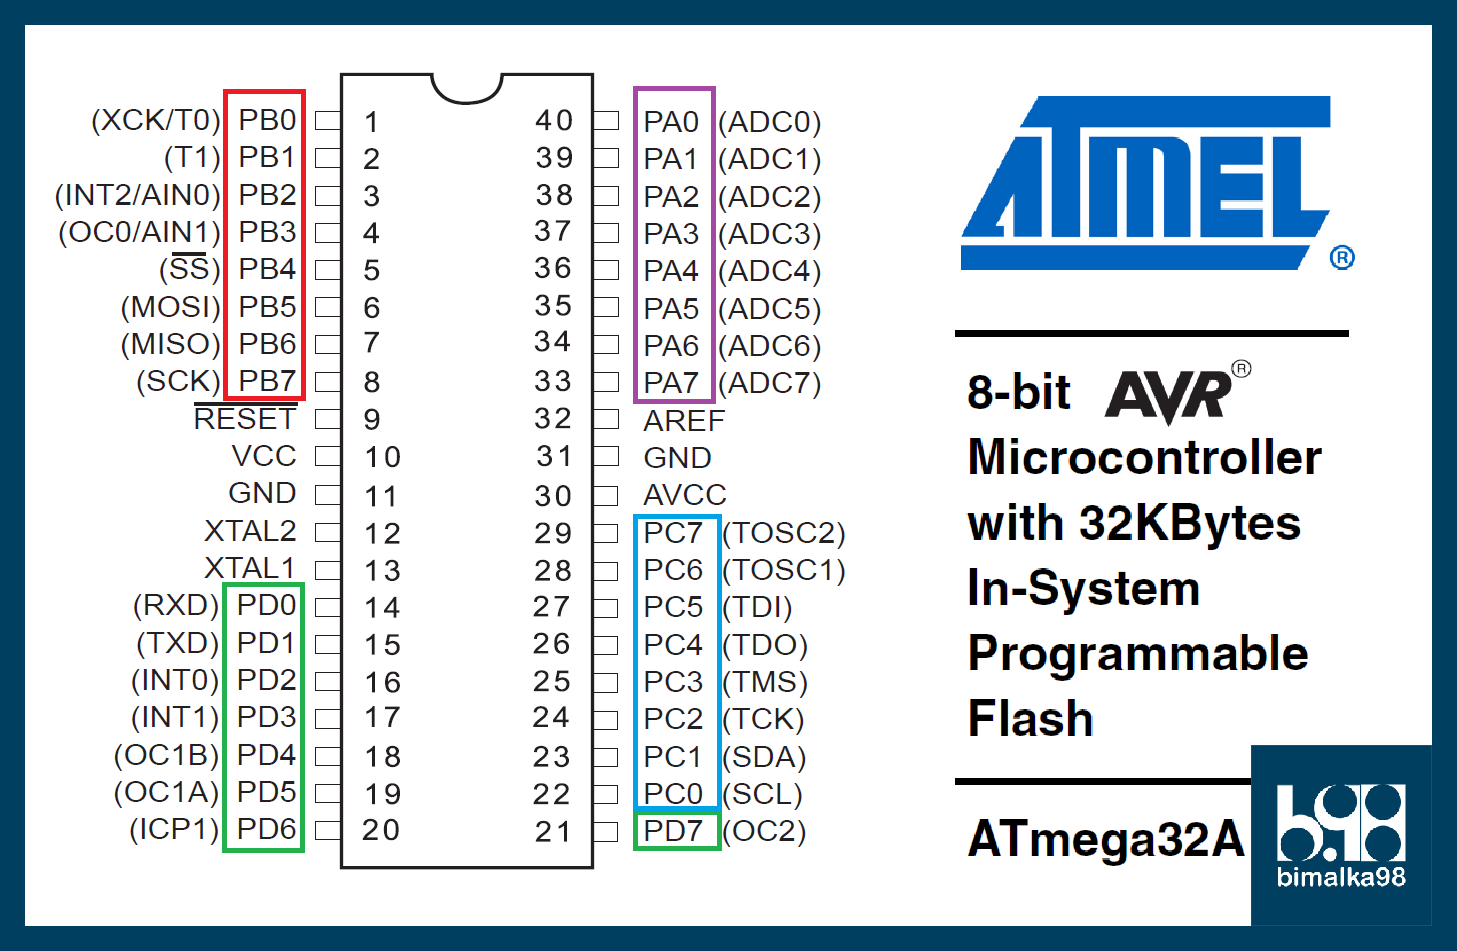 (XCK/T0) PB0 1 40 PA0 (ADC0)
(T1) PB1 2 39 PA1 (ADC1)
(INT2/AIN0) PB2 3 38 PA2 (ADC2)
(OC0/AIN1) PB3 4 37 PA3 (ADC3)
(SS) PB4 5 36 PA4 (ADC4)
(MOSI) PB5 6 35 PA5 (ADC5)
(MISO) PB6 7 34 PA6 (ADC6)
(SCK) PB7 8 33 PA7 (ADC7)
RESET 9 32 AREF
VCC 10 31 GND
GND 11 30 AVCC
XTAL2 12 29 PC7 (TOSC2)
XTAL1 13 28 PC6 (TOSC1)
(RXD) PD0 14 27 PC5 (TDI)
(TXD) PD1 15 26 PC4 (TDO)
(INT0) PD2 16 25 PC3 (TMS)
(INT1) PD3 17 24 PC2 (TCK)
(OC1B) PD4 18 23 PC1 (SDA)
(OC1A) PD5 19 22 PC0 (SCL)
(ICP1) PD6 20 21 PD7 (OC2)
ATMEL ®
8-bit AVR®
Microcontroller
with 32KBytes
In-System
Programmable
Flash
ATmega32A
b.98
bimalka98